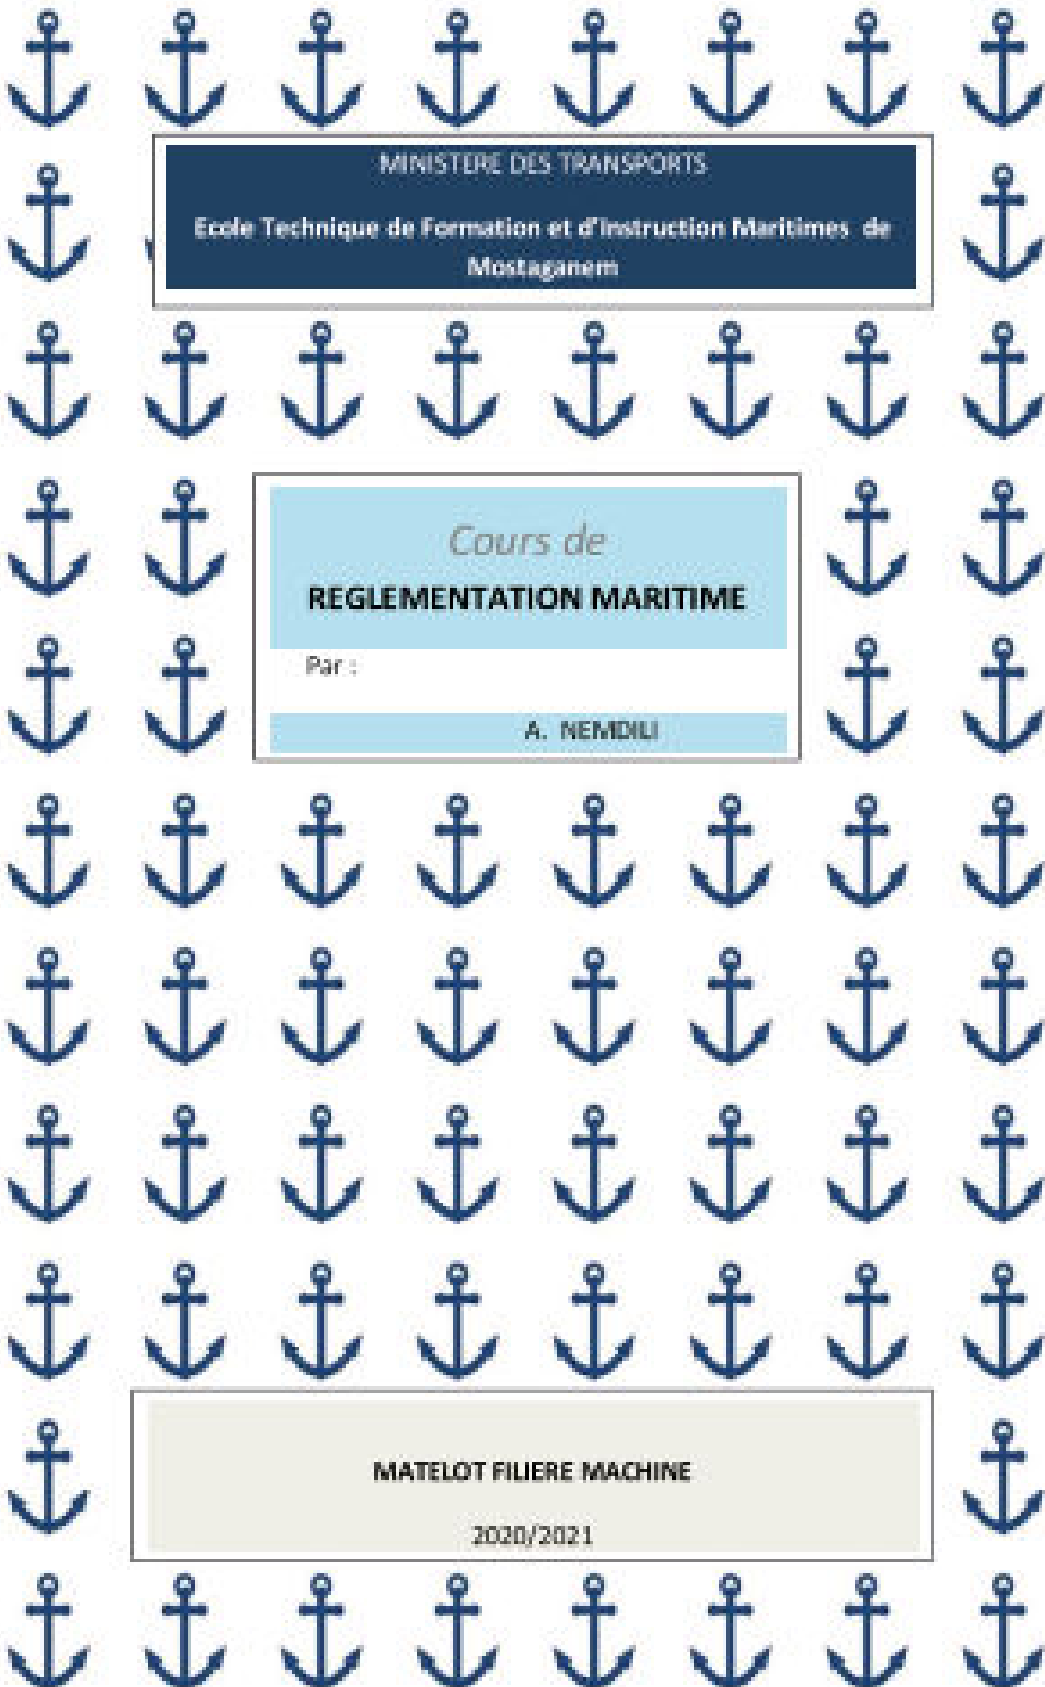 MINISTERE DES TRANSPORTS
Ecole Technique de Formation et d'Instruction Maritimes de
Mostaganem
Cours de
REGLEMENTATION MARITIME
Par :
A. NEMDILI
MATELOT FILIERE MACHINE
2020/2021